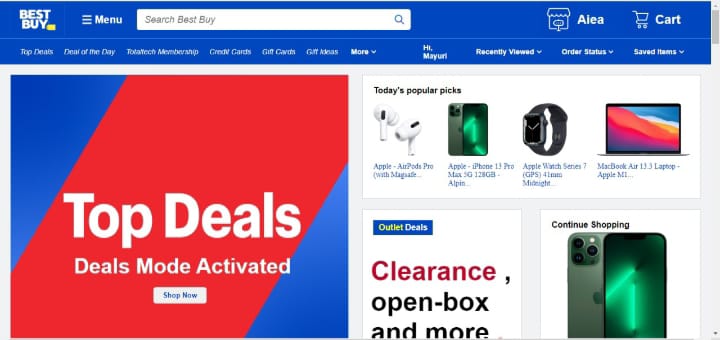 BEST
BUY
☰ Menu
Search Best Buy
Aiea
Cart
Top Deals
Deal of the Day
Totaltech Membership
Credit Cards
Gift Cards
Gift Ideas
More
Hi,
Mayuri
Recently Viewed
Order Status
Saved Items
Top Deals
Deals Mode Activated
Shop Now
Today's popular picks
Apple - AirPods Pro
(with Magsafe...
Apple - iPhone 13 Pro
Max 5G 128GB -
Alpin...
Apple Watch Series 7
(GPS) 41mm
Midnight...
MacBook Air 13.3 Laptop -
Apple M1...
Outlet Deals
Clearance ,
open-box
and more .
Continue Shopping